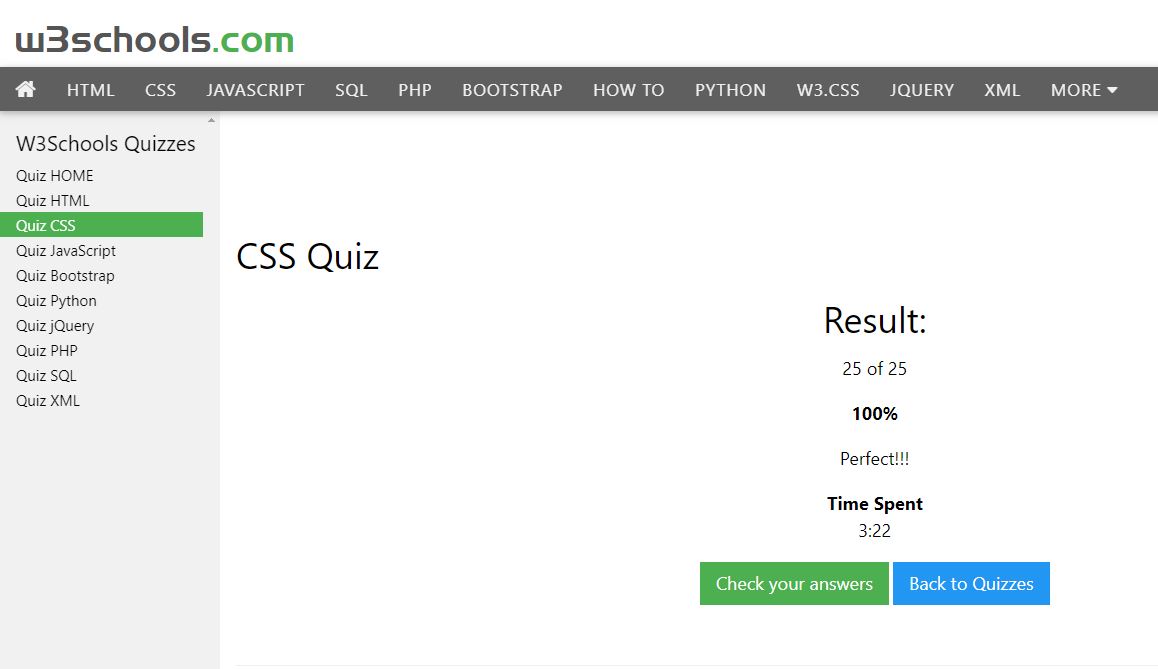 w3schools.com
HTML CSS JAVASCRIPT SQL PHP BOOTSTRAP HOW TO PYTHON W3.CSS JQUERY XML MORE
W3Schools Quizzes
Quiz HOME
Quiz HTML
Quiz CSS
Quiz JavaScript
Quiz Bootstrap
Quiz Python
Quiz jQuery
Quiz PHP
Quiz SQL
Quiz XML
CSS Quiz
Result:
25 of 25
100%
Perfect!!!
Time Spent
3:22
Check your answers Back to Quizzes